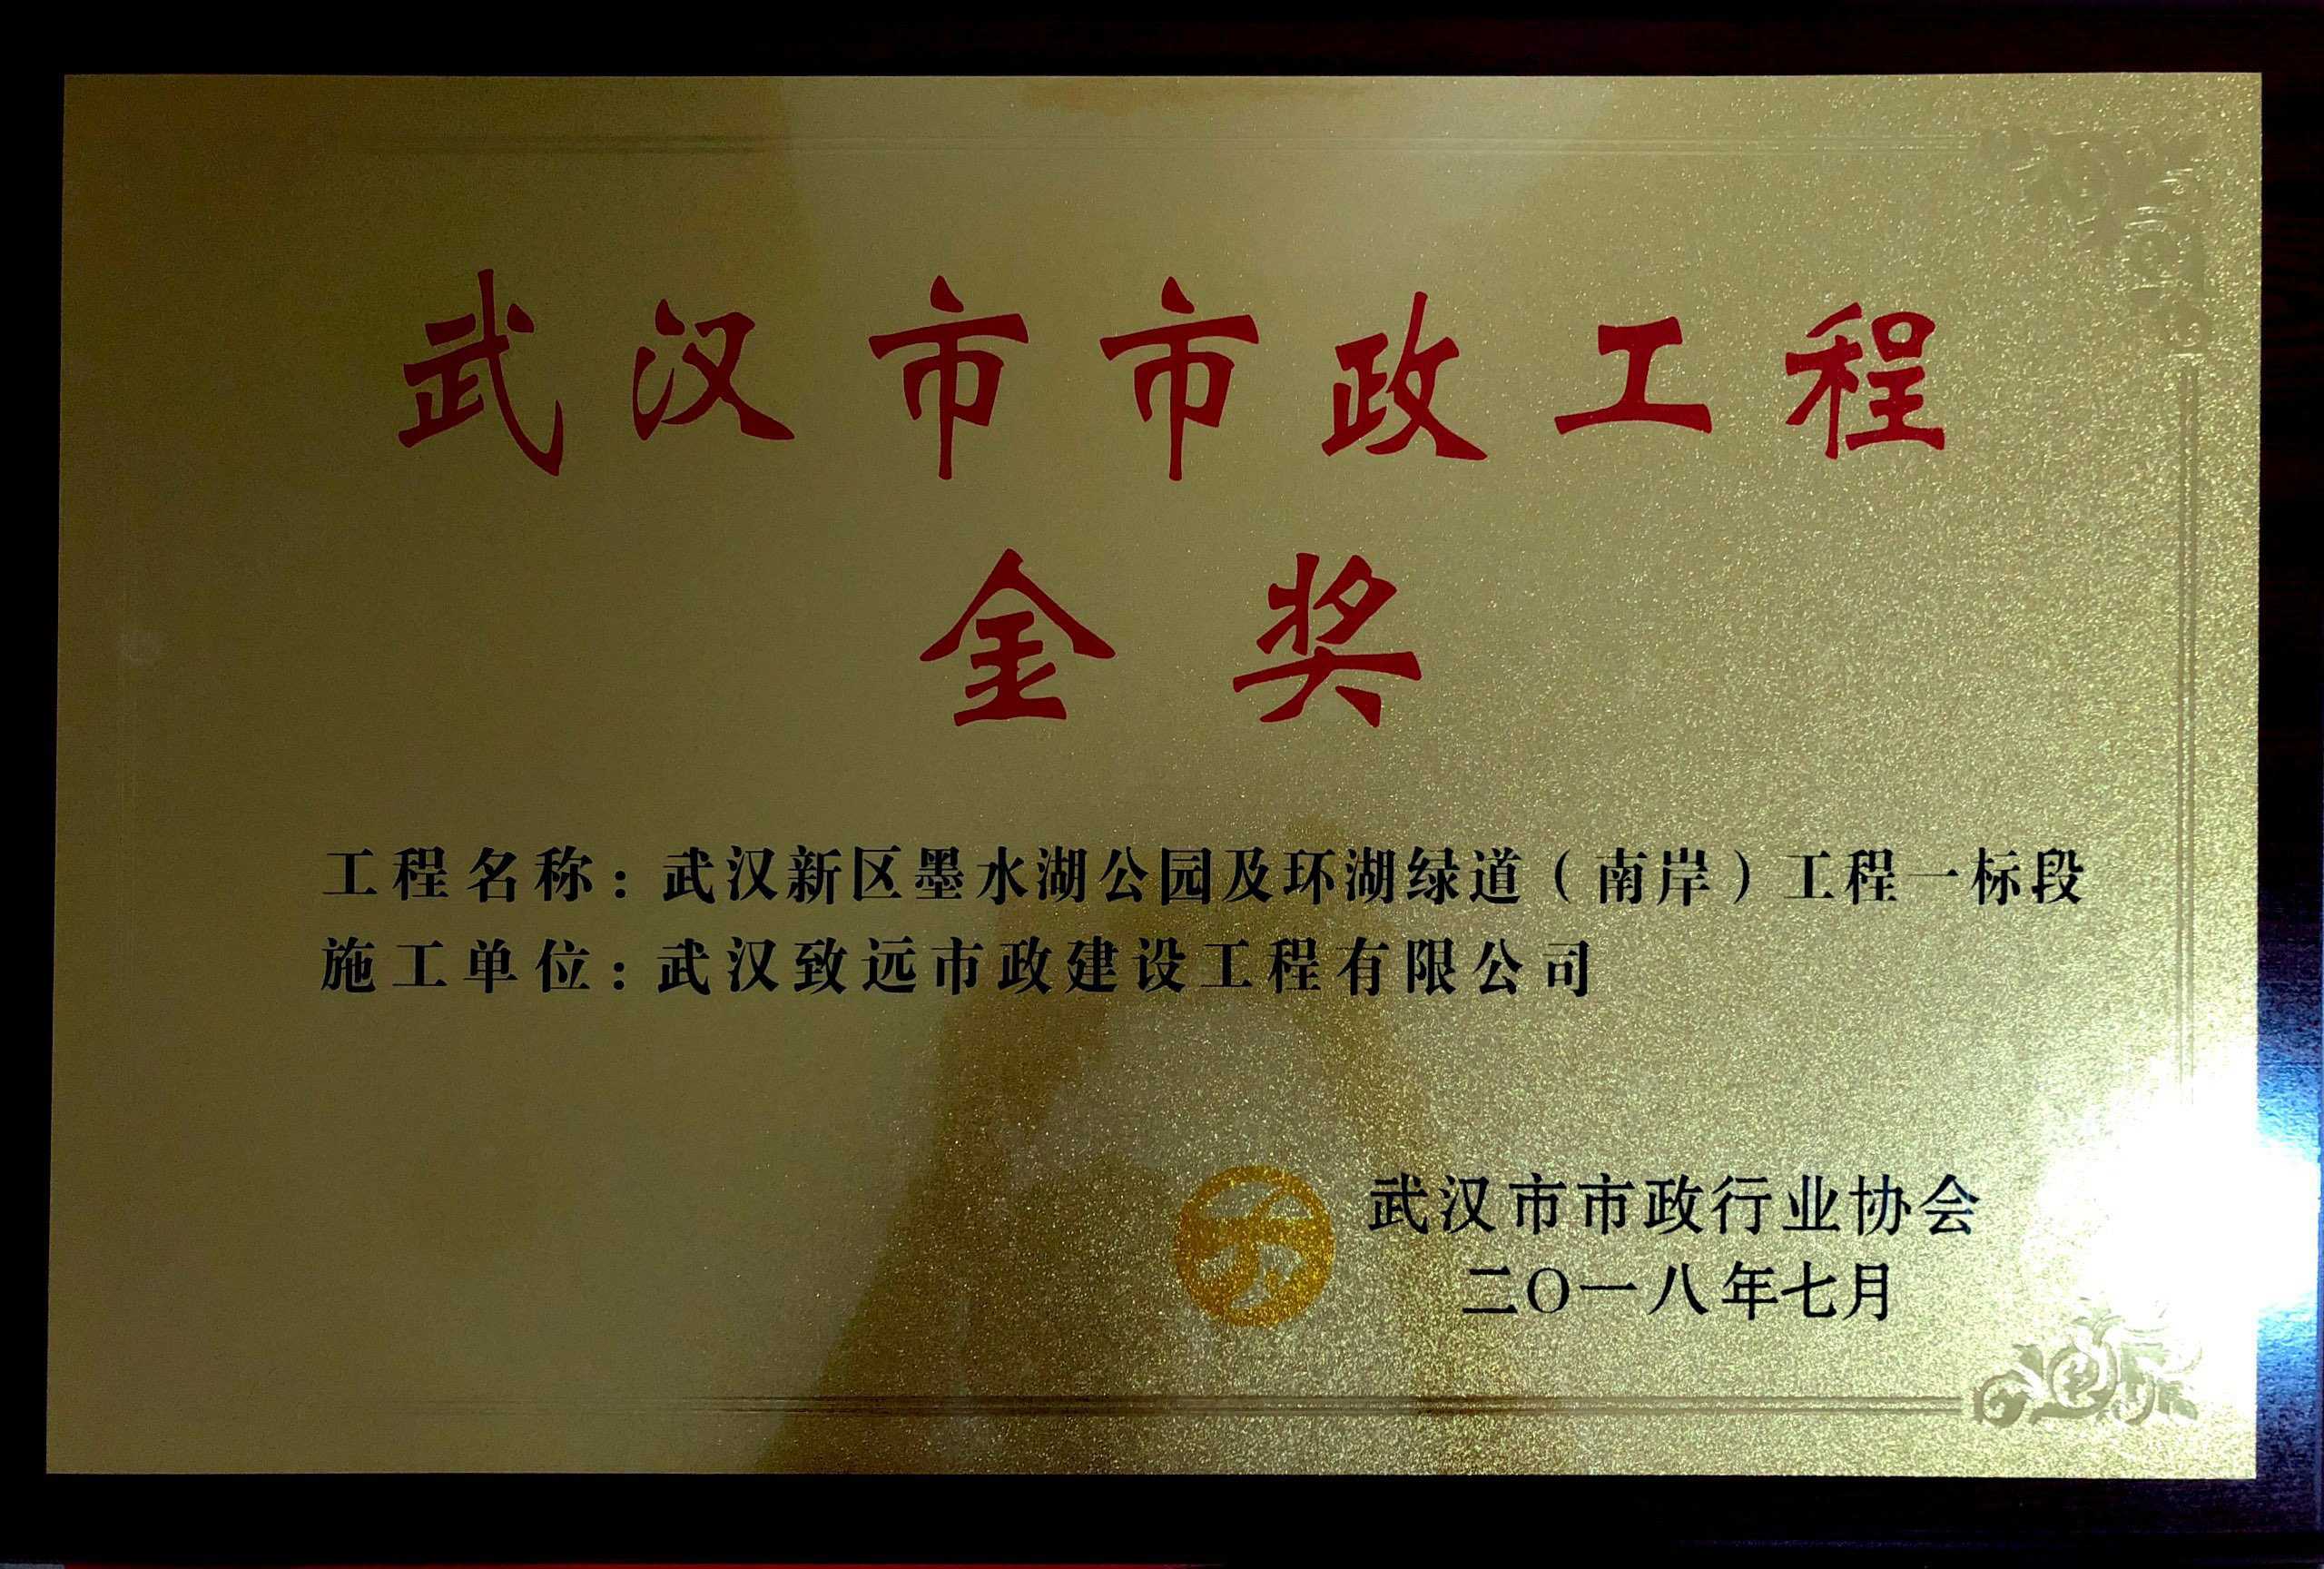 武汉市市政工程
金奖
工程名称：武汉新区墨水湖公园及环湖绿道（南岸）工程一标段
施工单位：武汉致远市政建设工程有限公司
武汉市市政行业协会
二〇一八年七月